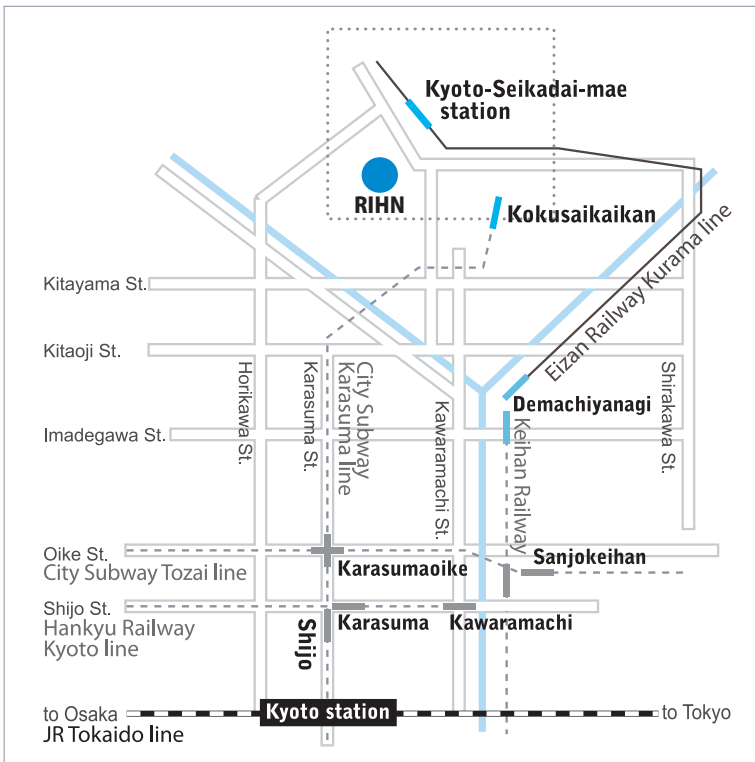 Kyoto-Seikadai-mae
station
RIHN
Kokusaikaikan
Eizan Railway Kurama line
Kitayama St.
Kitaoji St.
Horikawa St.
Karasuma St.
City Subway
Karasuma line
Kawaramachi St.
Demachiyanagi
Shirakawa St.
Imadegawa St.
Keihan Railway
Oike St.
City Subway Tozai line
Karasumaoike
Sanjokeihan
Shijo St.
Hankyu Railway
Kyoto line
Shijo
Karasuma
Kawaramachi
to Osaka
Kyoto station
to Tokyo
JR Tokaido line